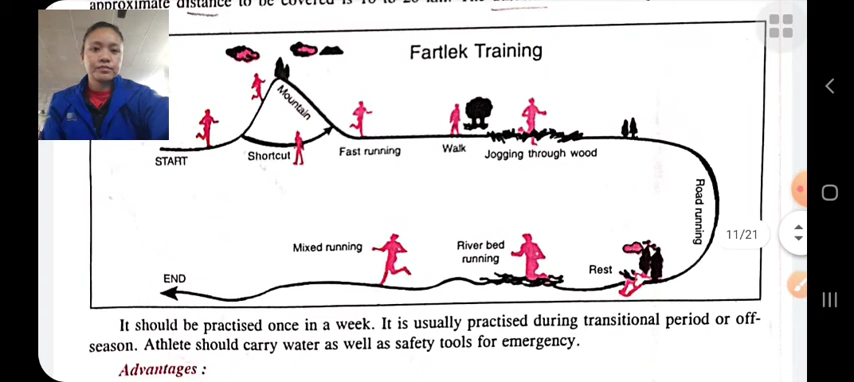 approximate distance to be covered is 10 to 20 km. The
Fartlek Training
Mountain
START
Shortcut
Fast running
Walk
Jogging through wood
Road running
11/21
Mixed running
River bed
running
Rest
END
It should be practised once in a week. It is usually practised during transitional period or off-
season. Athlete should carry water as well as safety tools for emergency.
Advantages :